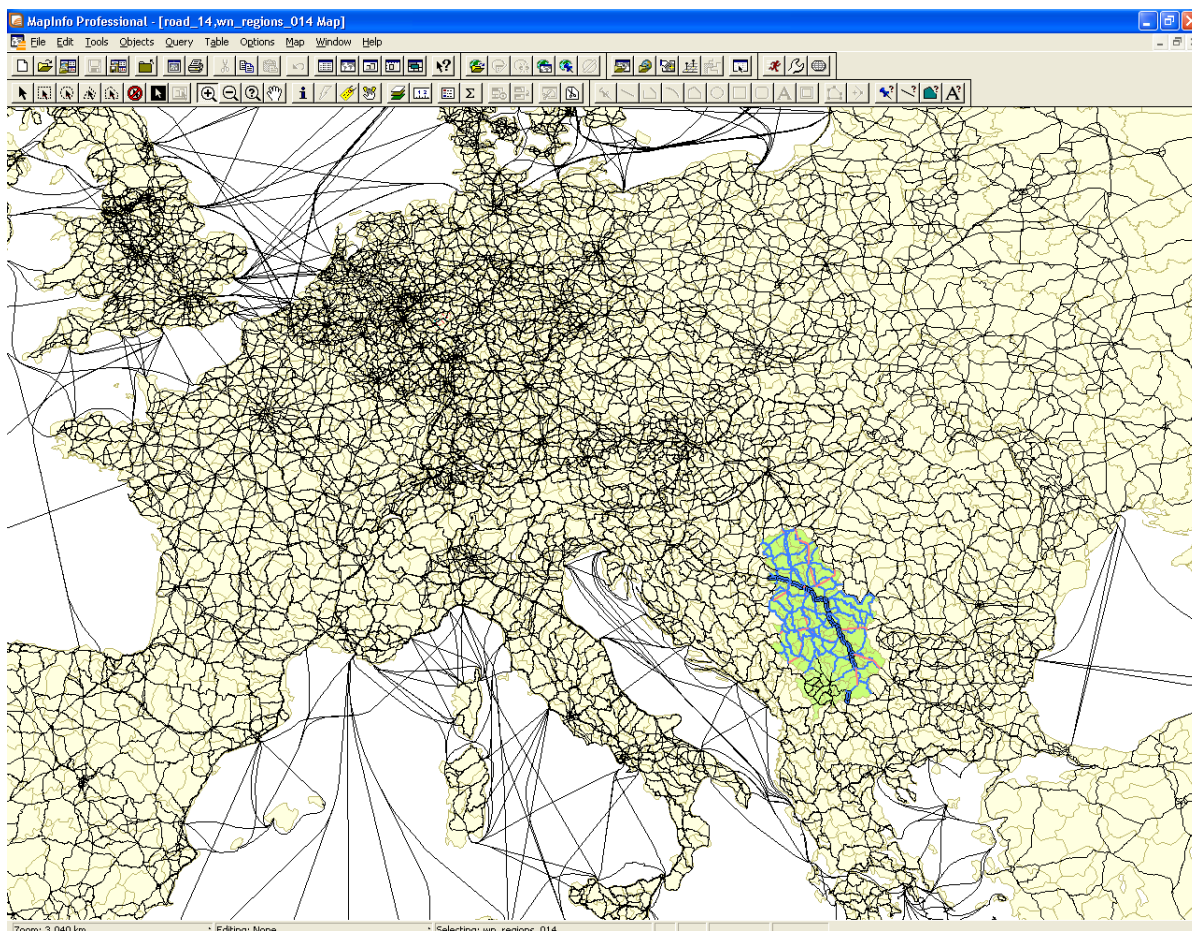 MapInfo Professional - [road_14,wn_regions_014 Map]
File Edit Tools Objects Query Table Options Map Window Help
Zoom: 3,040 km Editing: None Selecting: wn_regions_014